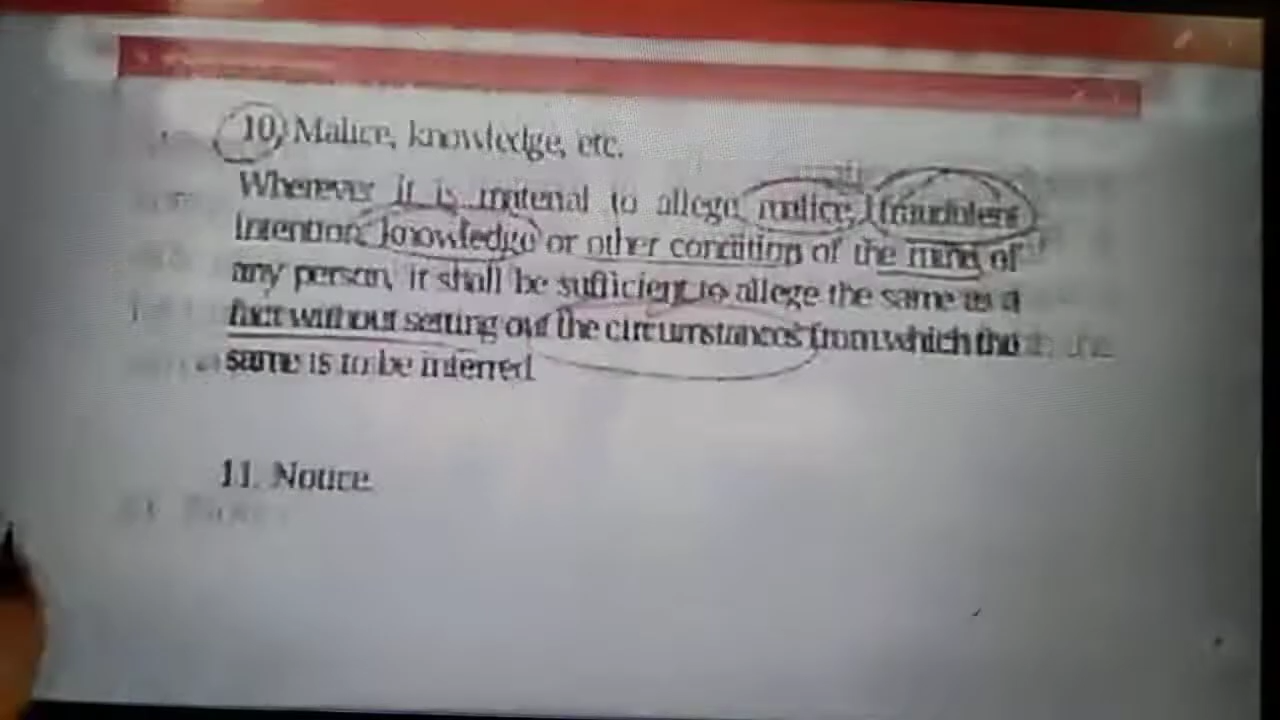 10) Malice, knowledge, etc.
Wherever it is material to allege malice, fraudulent
intention, knowledge or other condition of the mind of
any person, it shall be sufficient to allege the same as a
fact without setting out the circumstances from which the
same is to be inferred
11. Notice.